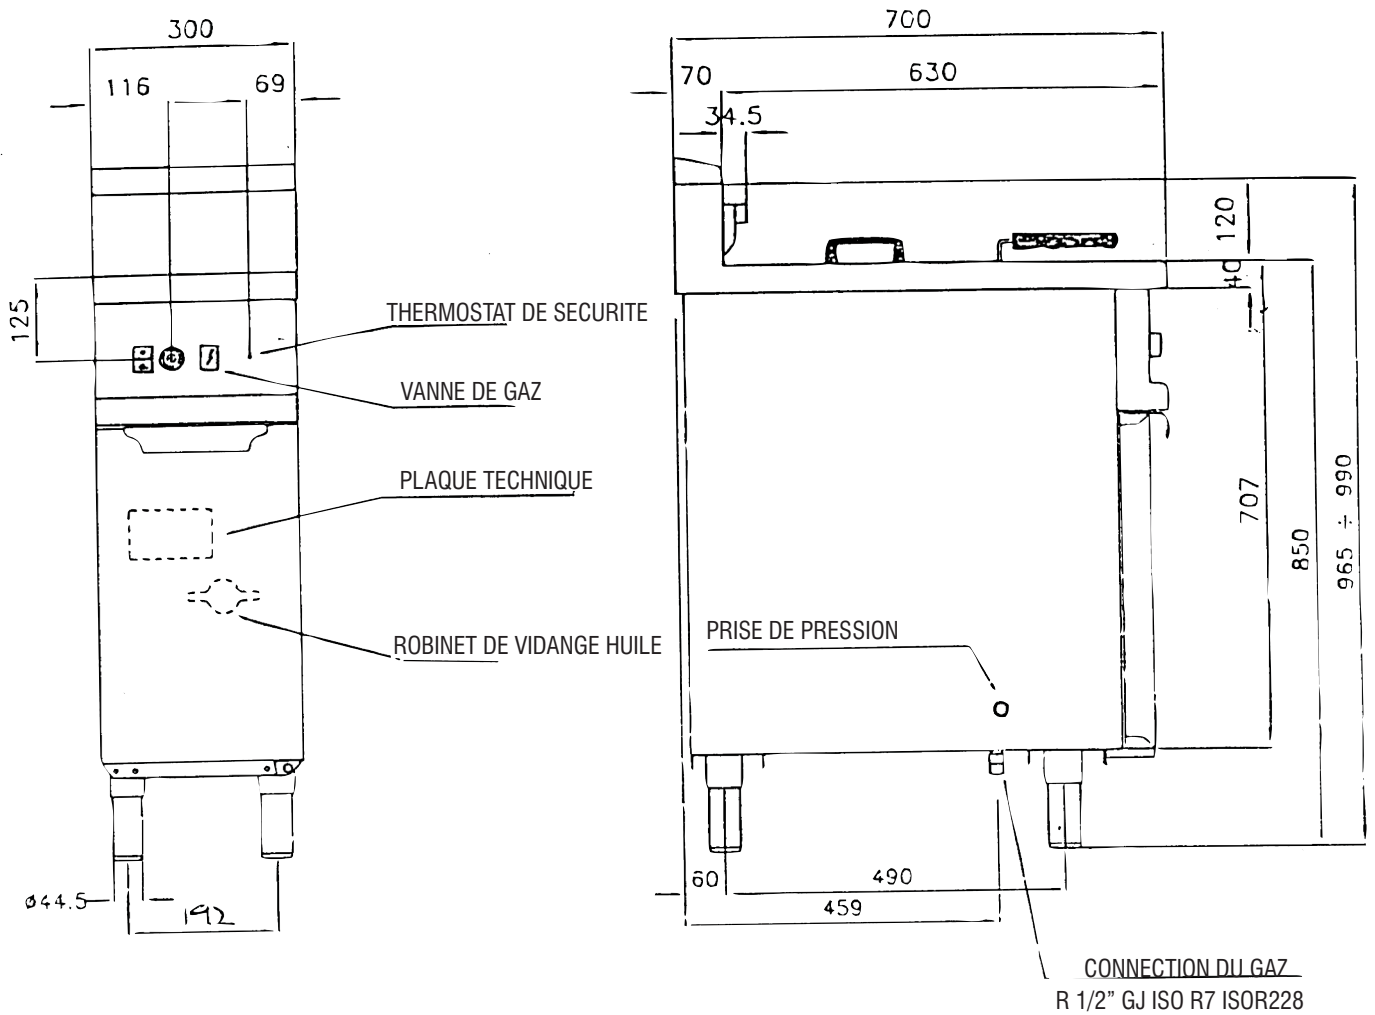 300
116
69
125
THERMOSTAT DE SECURITE
VANNE DE GAZ
PLAQUE TECHNIQUE
ROBINET DE VIDANGE HUILE
ø44.5
192
700
70
630
34.5
120
40
707
850
965 ÷ 990
PRISE DE PRESSION
60
490
459
CONNECTION DU GAZ
R 1/2” GJ ISO R7 ISOR228